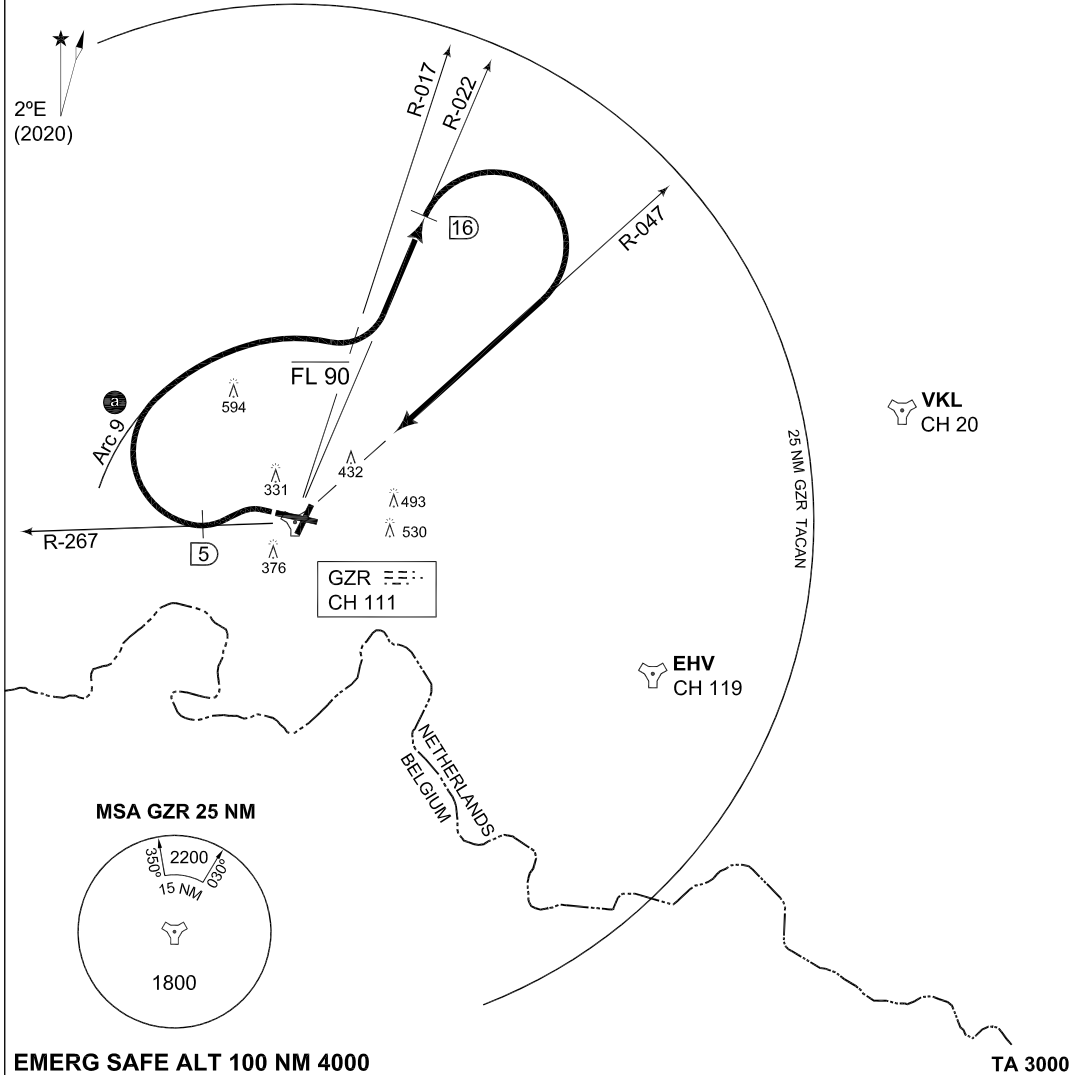 2ºE
(2020)
R-017
R-022
16
R-047
FL 90
594
a
Arc 9
VKL
CH 20
432
331
493
530
25 NM GZR TACAN
R-267
5
376
GZR
CH 111
EHV
CH 119
NETHERLANDS
BELGIUM
MSA GZR 25 NM
350º
2200
030º
15 NM
1800
EMERG SAFE ALT 100 NM 4000
TA 3000